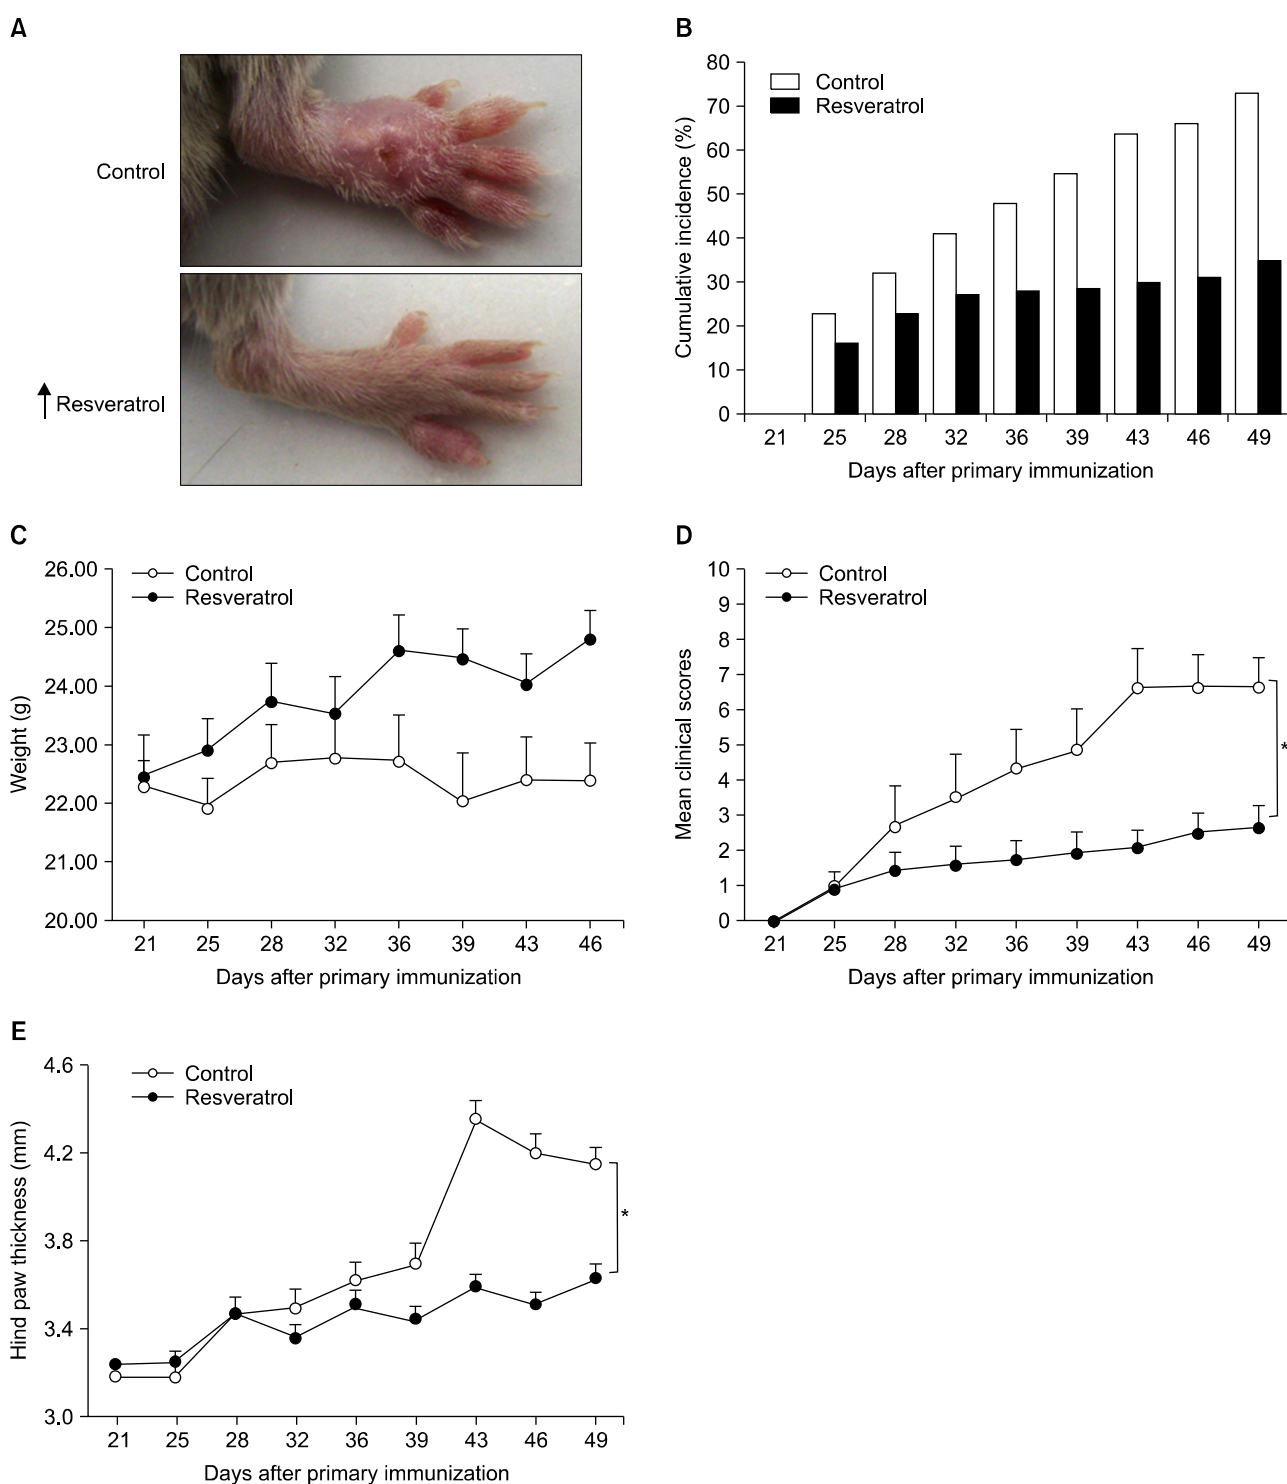 A
Control
Resveratrol
B
80
70
60
50
40
30
20
10
0
Cumulative incidence (%)
Control
Resveratrol
21 25 28 32 36 39 43 46 49
Days after primary immunization
C
26.00
25.00
24.00
23.00
22.00
21.00
20.00
Weight (g)
Control
Resveratrol
21 25 28 32 36 39 43 46
Days after primary immunization
D
10
9
8
7
6
5
4
3
2
1
0
Mean clinical scores
Control
Resveratrol
*
21 25 28 32 36 39 43 46 49
Days after primary immunization
E
4.6
4.2
3.8
3.4
3.0
Hind paw thickness (mm)
Control
Resveratrol
*
21 25 28 32 36 39 43 46 49
Days after primary immunization